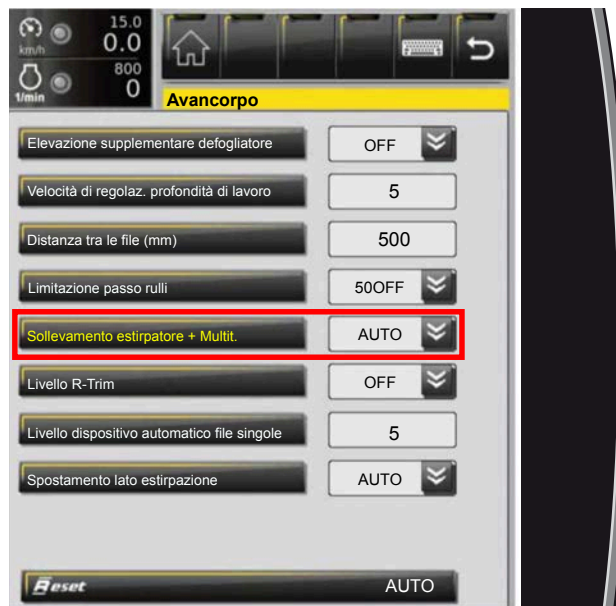 15.0
km/h 0.0
800
1/min 0
Avancorpo
Elevazione supplementare defogliatore OFF
Velocità di regolaz. profondità di lavoro 5
Distanza tra le file (mm) 500
Limitazione passo rulli 50OFF
Sollevamento estirpatore + Multit. AUTO
Livello R-Trim OFF
Livello dispositivo automatico file singole 5
Spostamento lato estirpazione AUTO
Reset AUTO